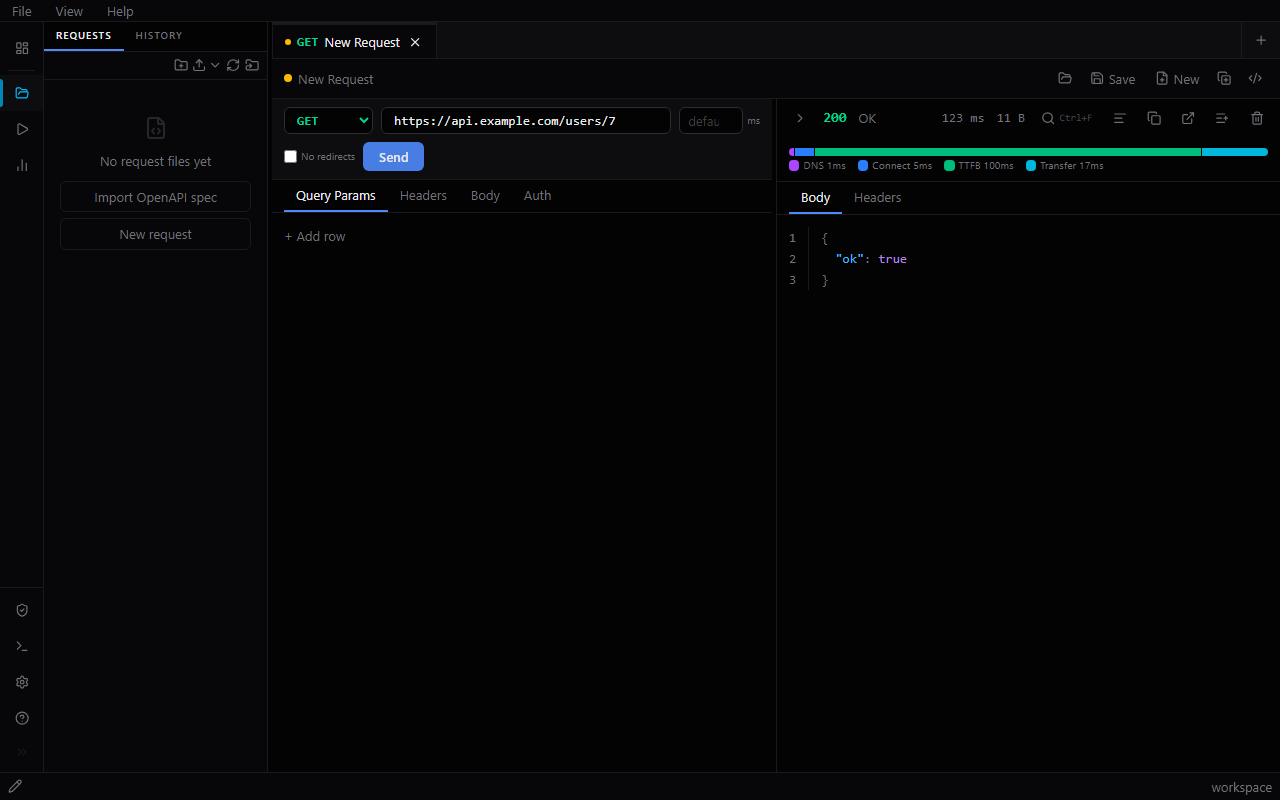 File View Help
REQUESTS HISTORY
GET New Request
New Request
Save New
GET https://api.example.com/users/7 defau ms
200 OK 123 ms 11 B Ctrl+F
No redirects Send
DNS 1ms Connect 5ms TTFB 100ms Transfer 17ms
No request files yet
Import OpenAPI spec
New request
Query Params Headers Body Auth
+ Add row
Body Headers
1 {
2 "ok": true
3 }
workspace